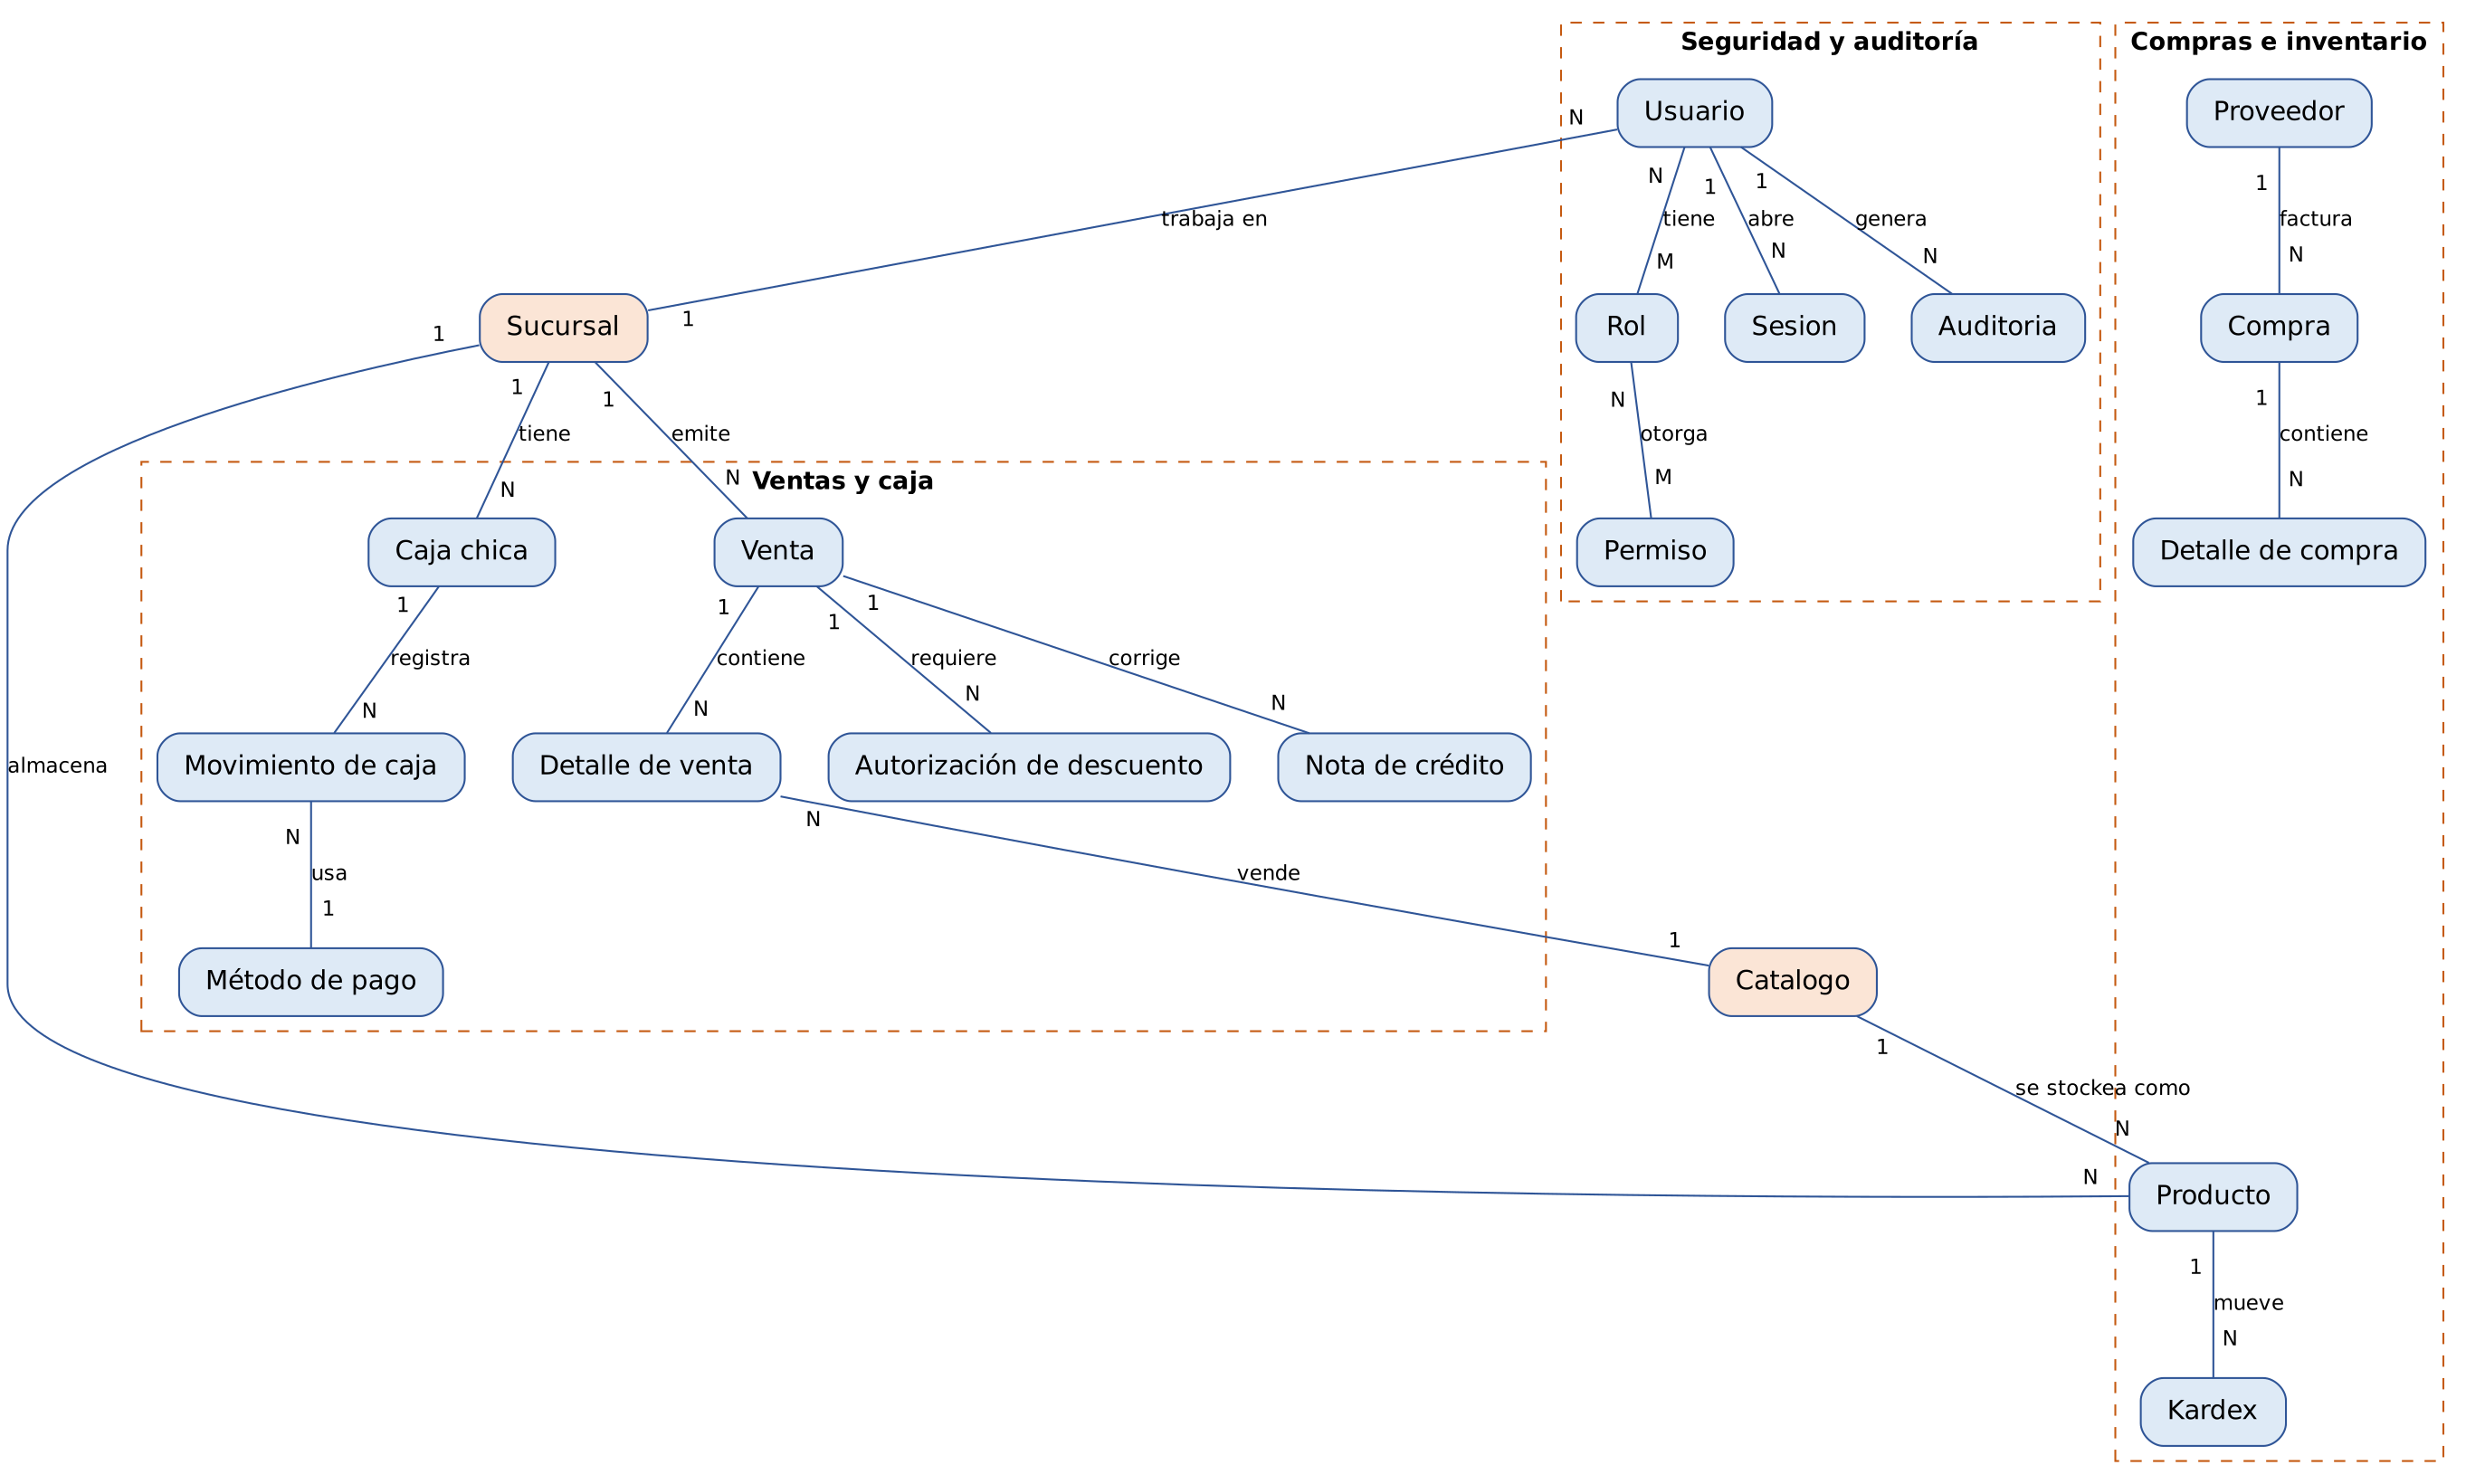 Seguridad y auditoría
Compras e inventario
Usuario
Proveedor
N
N
1
1
1
trabaja en
tiene
abre
genera
factura
M
N
N
N
1
1
Sucursal
Rol
Sesion
Auditoria
Compra
1
1
N
1
tiene
emite
otorga
contiene
N
N
M
N
Ventas y caja
Caja chica
Venta
Permiso
Detalle de compra
1
1
1
1
registra
contiene
requiere
corrige
N
N
N
N
almacena
Movimiento de caja
Detalle de venta
Autorización de descuento
Nota de crédito
N
N
usa
vende
1
1
Método de pago
Catalogo
1
se stockea como
N
N
Producto
1
mueve
N
Kardex